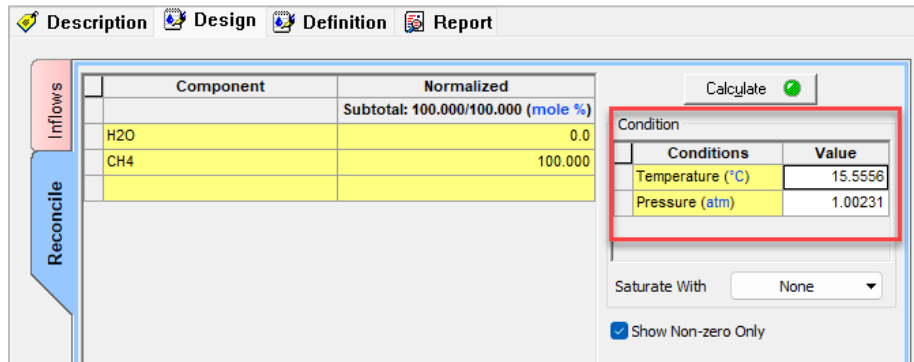 Description Design Definition Report
Inflows
Reconcile
Component Normalized
Subtotal: 100.000/100.000 (mole %)
H2O 0.0
CH4 100.000
Calculate
Condition
Conditions Value
Temperature (°C) 15.5556
Pressure (atm) 1.00231
Saturate With None
Show Non-zero Only